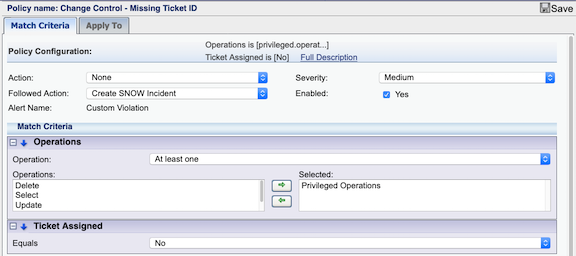 Policy name: Change Control - Missing Ticket ID
Save
Match Criteria
Apply To
Policy Configuration:
Operations is [privileged.operat...]
Ticket Assigned is [No] Full Description
Action: None
Severity: Medium
Followed Action: Create SNOW Incident
Enabled: Yes
Alert Name: Custom Violation
Match Criteria
Operations
Operation: At least one
Operations:
Selected:
Delete
Select
Update
Privileged Operations
Ticket Assigned
Equals No